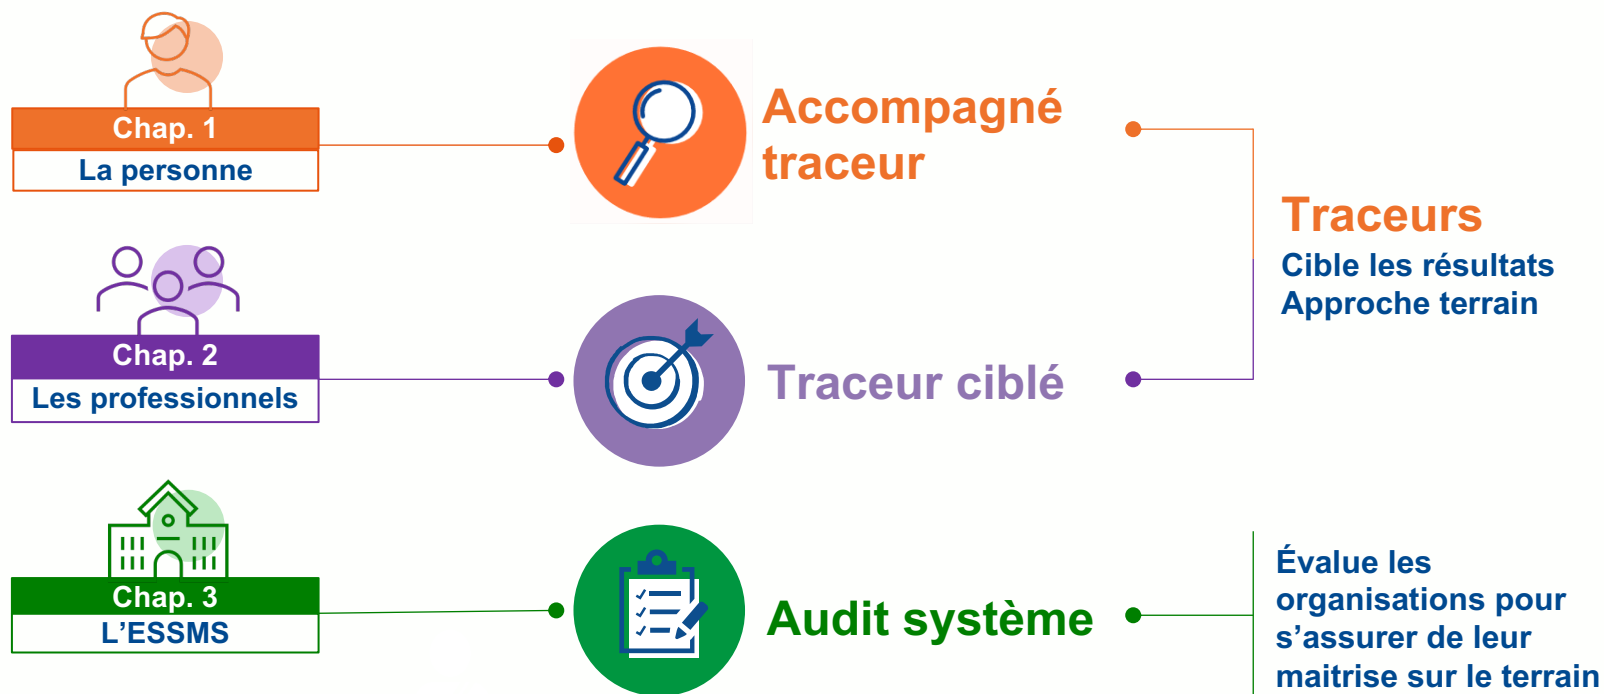 Chap. 1
La personne
Accompagné
traceur
Traceurs
Cible les résultats
Approche terrain
Chap. 2
Les professionnels
Traceur ciblé
Chap. 3
L’ESSMS
Audit système
Évalue les
organisations pour
s’assurer de leur
maitrise sur le terrain